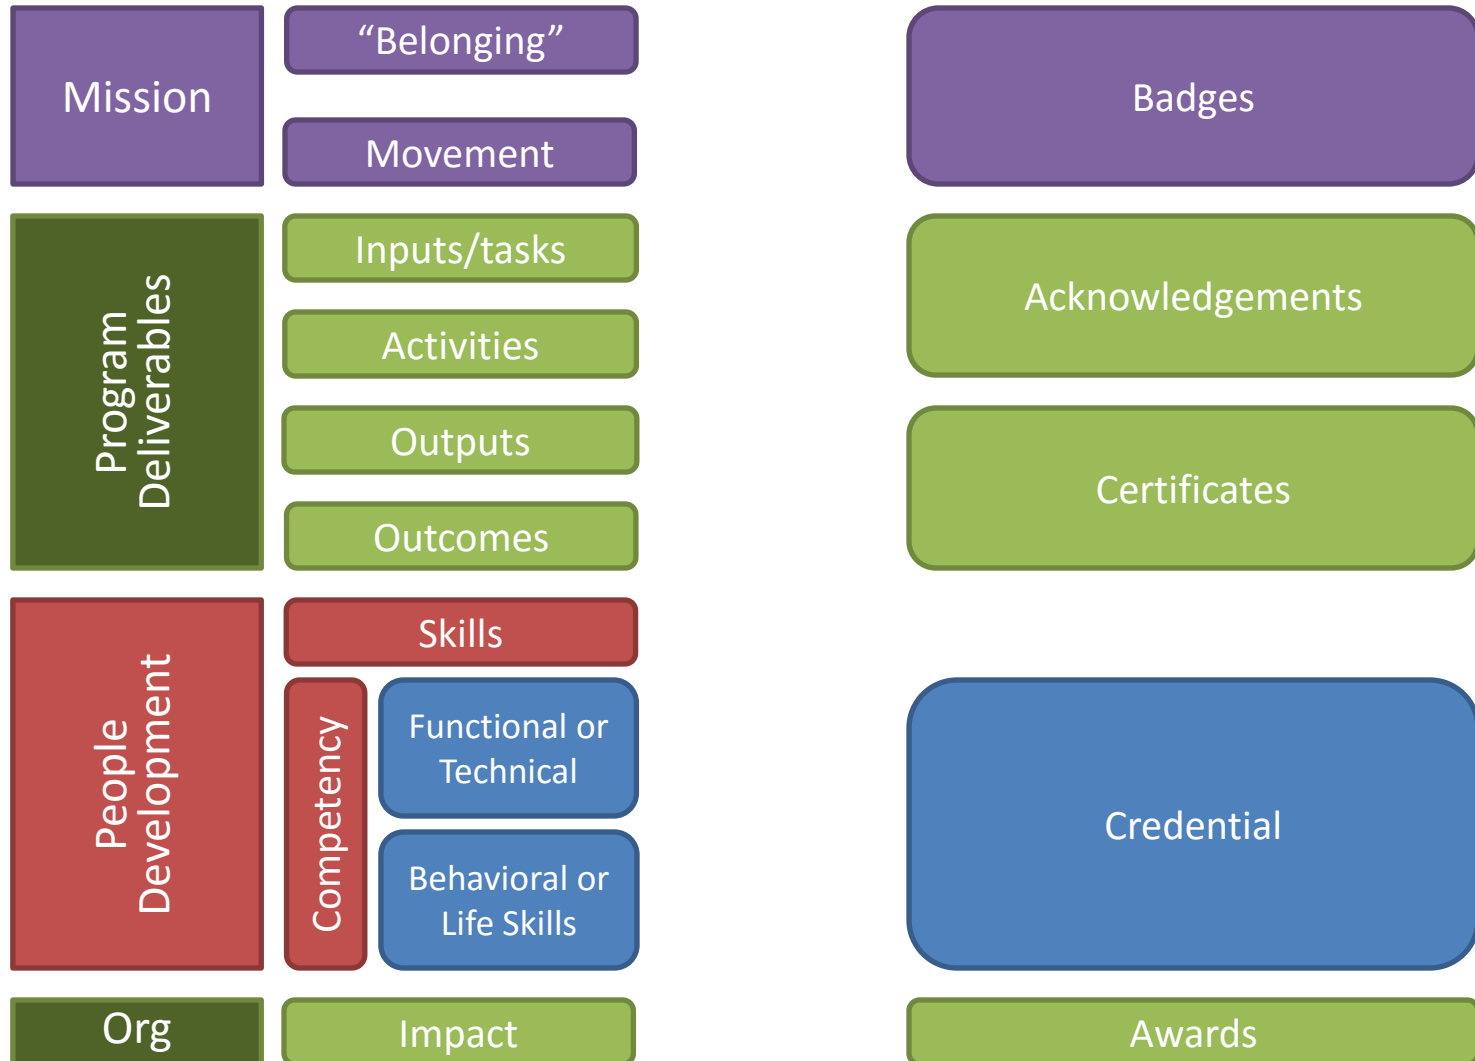 Mission
“Belonging”
Movement
Badges
Program
Deliverables
Inputs/tasks
Activities
Outputs
Outcomes
Acknowledgements
Certificates
People
Development
Skills
Competency
Functional or
Technical
Behavioral or
Life Skills
Credential
Org
Impact
Awards